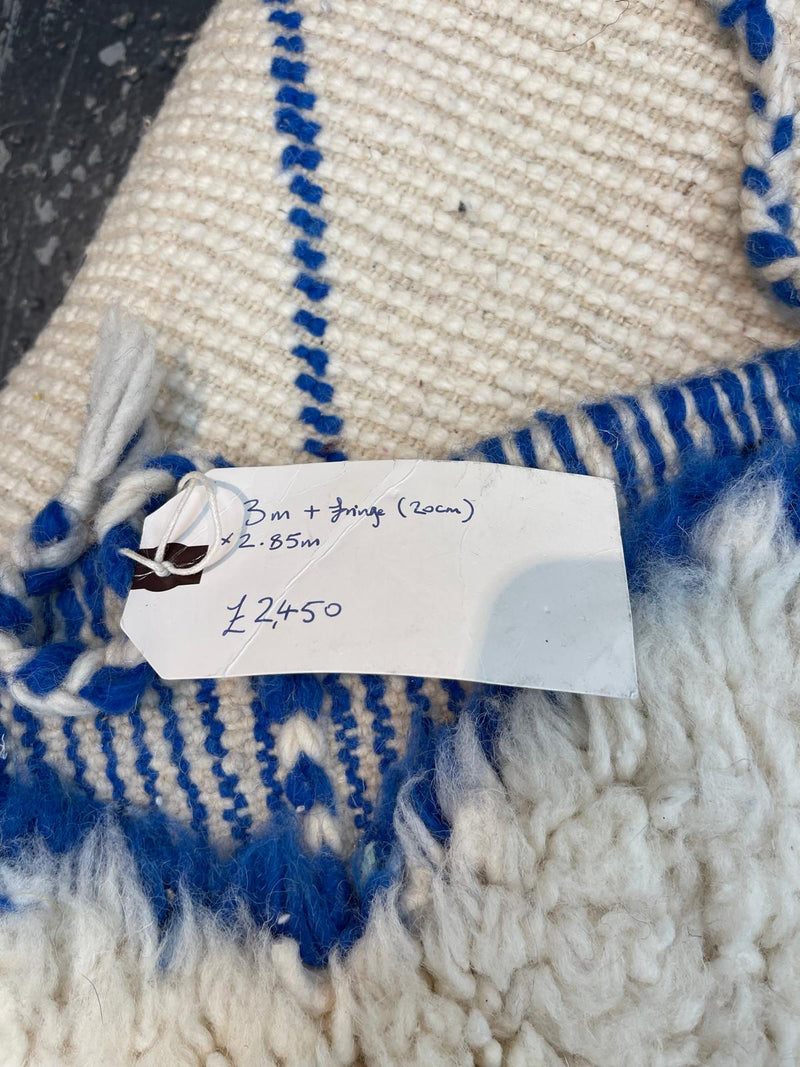 3m + fringe (20cm)
× 2.85m
£2,450